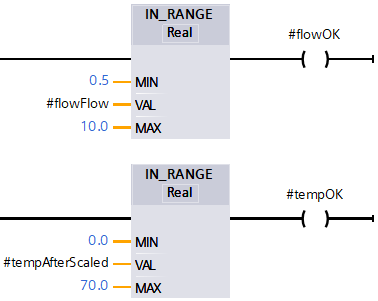 IN_RANGE
Real
#flowOK
0.5 MIN
#flowFlow VAL
10.0 MAX
IN_RANGE
Real
#tempOK
0.0 MIN
#tempAfterScaled VAL
70.0 MAX